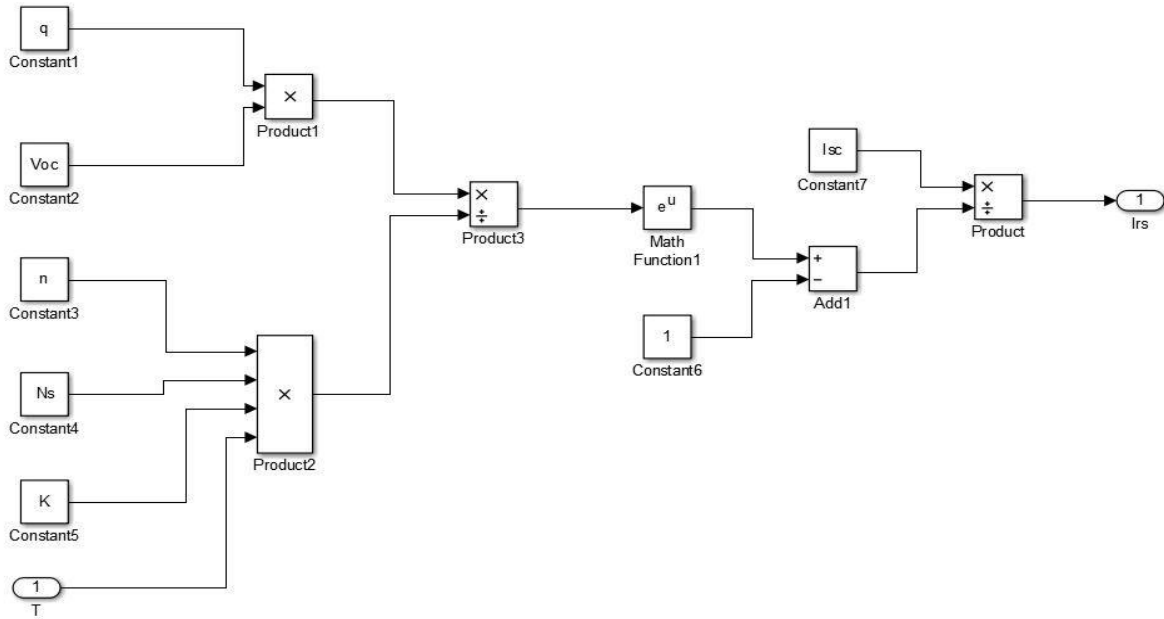 q
Constant1
×
Product1
Voc
Constant2
Isc
Constant7
×
÷
Product
1
Irs
×
÷
Product3
e^u
Math
Function1
n
Constant3
+
−
Add1
1
Constant6
Ns
Constant4
×
Product2
K
Constant5
1
T